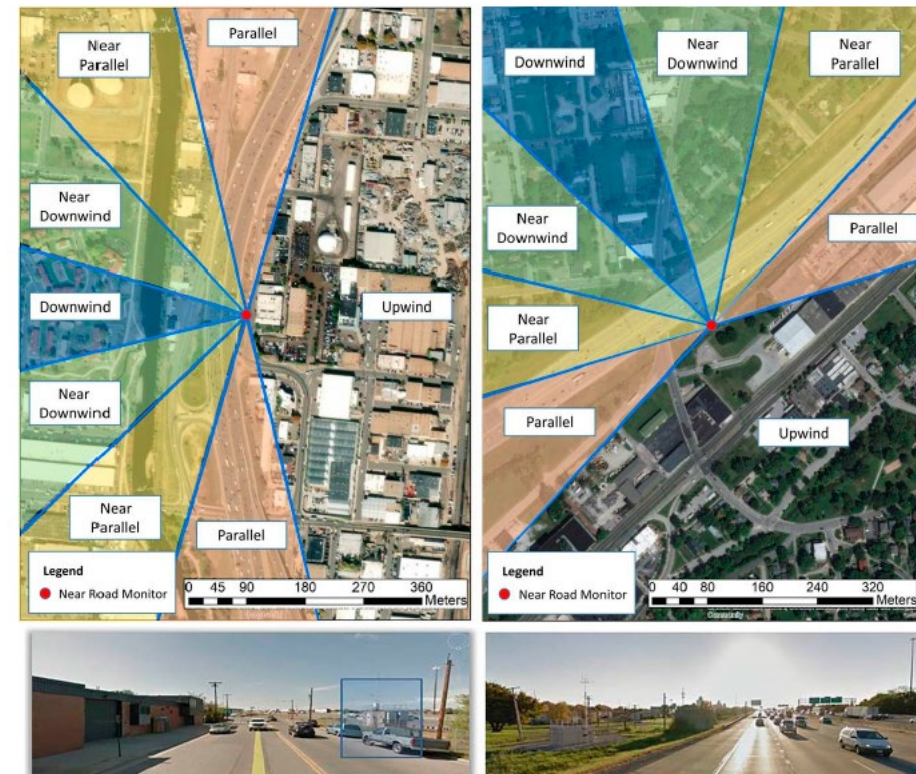 Near
Parallel
Parallel
Near
Downwind
Downwind
Near
Downwind
Near
Parallel
Parallel
Upwind
Legend
Near Road Monitor
0 45 90 180 270 360
Meters
Downwind
Near
Downwind
Near
Parallel
Near
Downwind
Parallel
Near
Parallel
Parallel
Upwind
Legend
Near Road Monitor
0 40 80 160 240 320
Meters